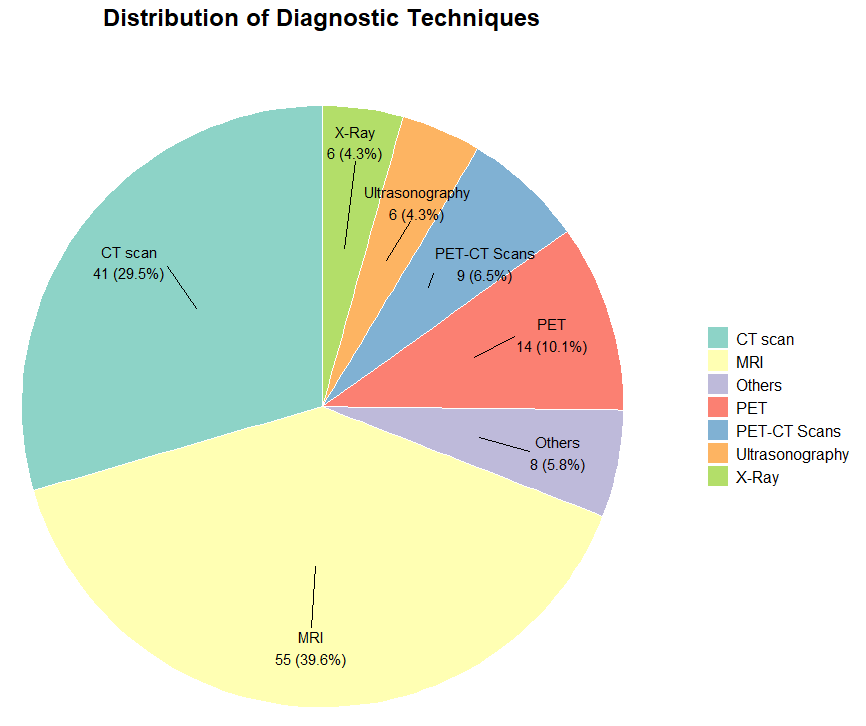 Distribution of Diagnostic Techniques
X-Ray
6 (4.3%)
Ultrasonography
6 (4.3%)
PET-CT Scans
9 (6.5%)
CT scan
41 (29.5%)
PET
14 (10.1%)
Others
8 (5.8%)
MRI
55 (39.6%)
CT scan
MRI
Others
PET
PET-CT Scans
Ultrasonography
X-Ray